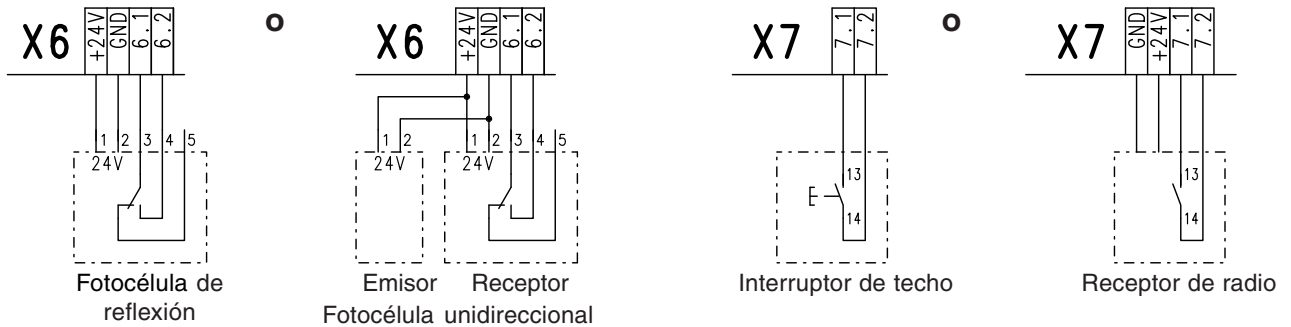 X6 +24V GND 6.1 6.2
o
X6 +24V GND 6.1 6.2
X7 7.1 7.2
o
X7 GND +24V 7.1 7.2
1 2 3 4 5
24V
1 2
24V
1 2 3 4 5
24V
13
14
13
14
Fotocélula de
reflexión
Emisor Receptor
Fotocélula unidireccional
Interruptor de techo
Receptor de radio